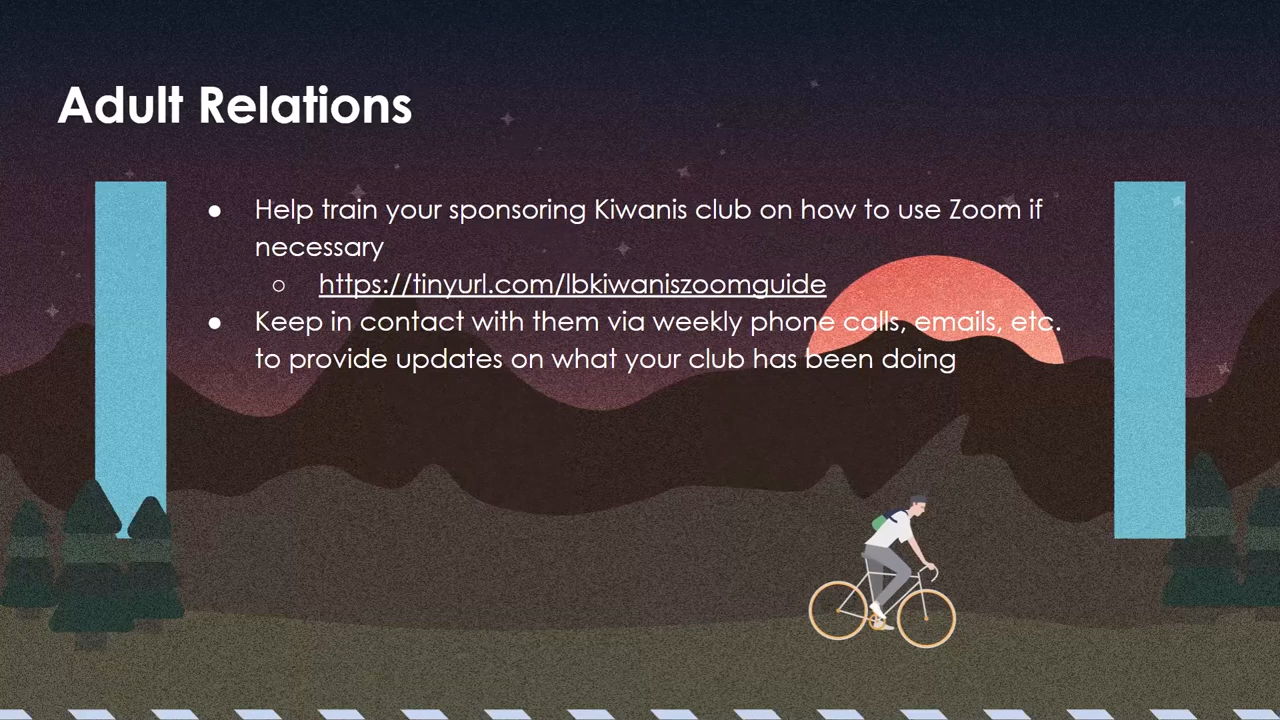 Adult Relations
● Help train your sponsoring Kiwanis club on how to use Zoom if
necessary
○ https://tinyurl.com/lbkiwaniszoomguide
● Keep in contact with them via weekly phone calls, emails, etc.
to provide updates on what your club has been doing